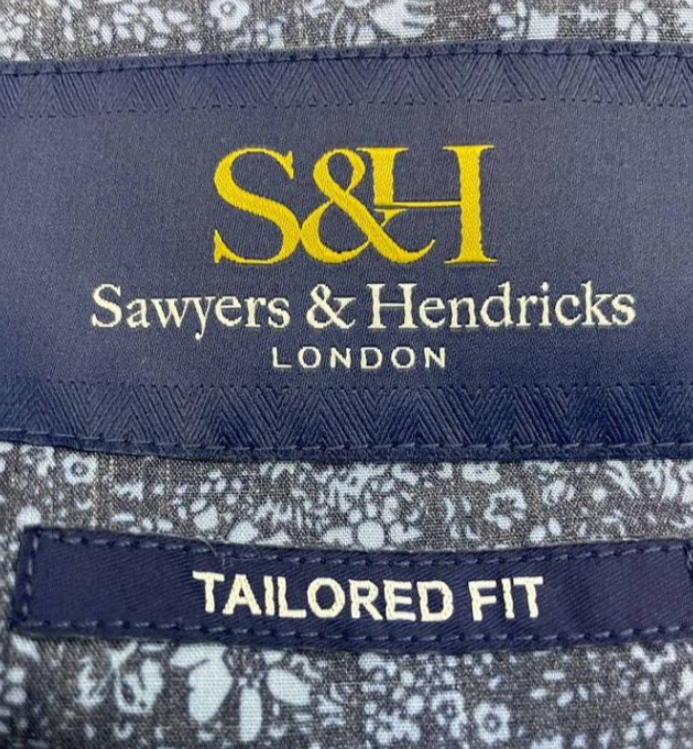 S&H
Sawyers & Hendricks
LONDON
TAILORED FIT